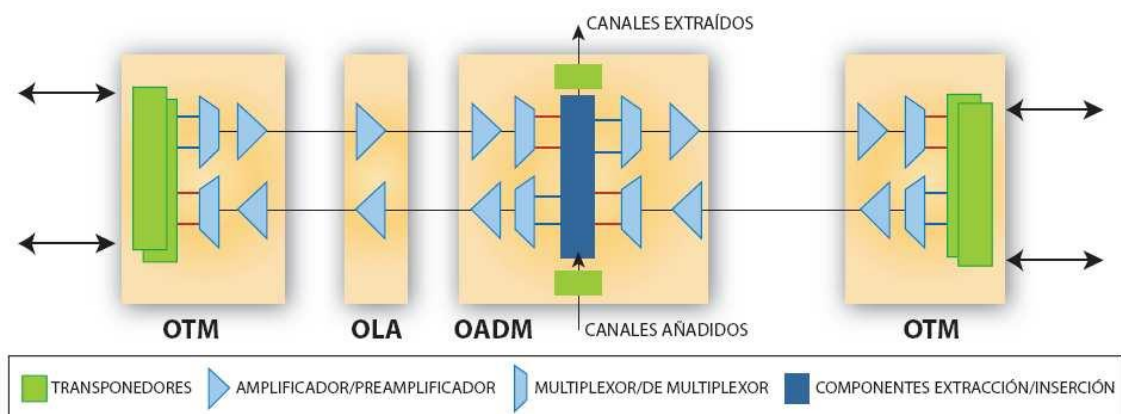 CANALES EXTRAÍDOS
OTM
OLA
OADM
CANALES AÑADIDOS
OTM
TRANSPONEDORES
AMPLIFICADOR/PREAMPLIFICADOR
MULTIPLEXOR/DE MULTIPLEXOR
COMPONENTES EXTRACCIÓN/INSERCIÓN